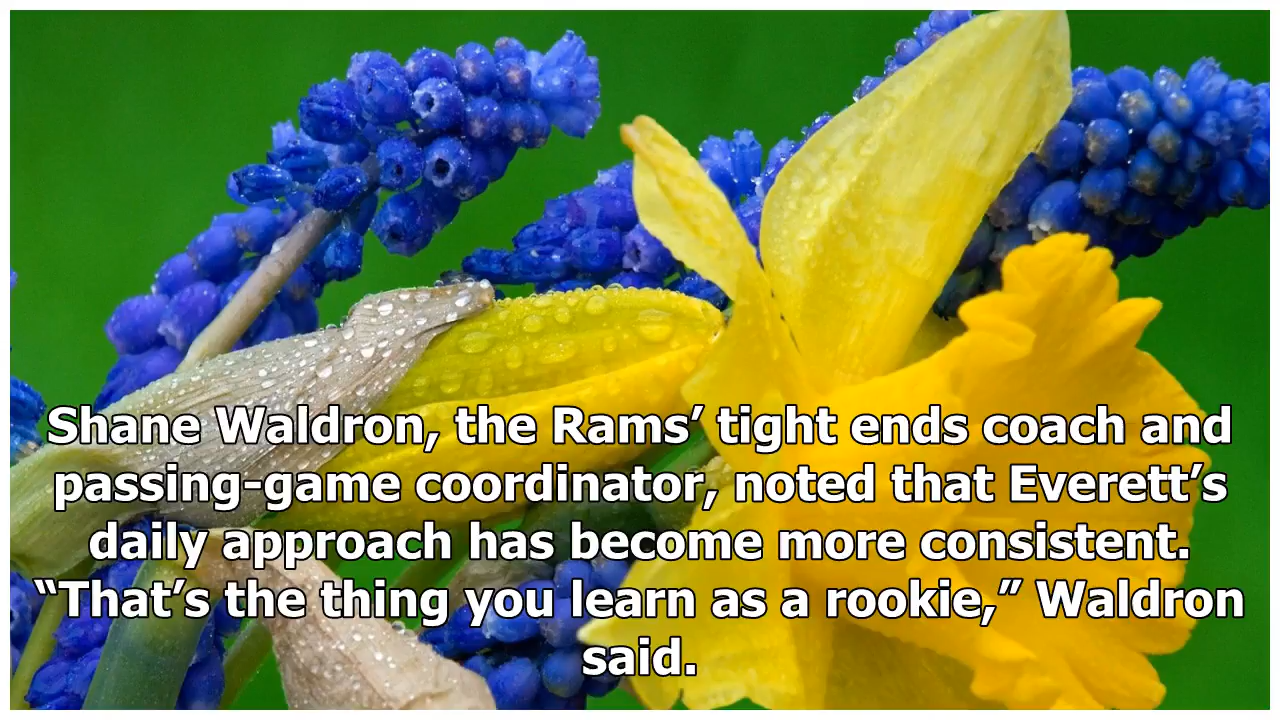 Shane Waldron, the Rams’ tight ends coach and
passing-game coordinator, noted that Everett’s
daily approach has become more consistent.
“That’s the thing you learn as a rookie,” Waldron
said.